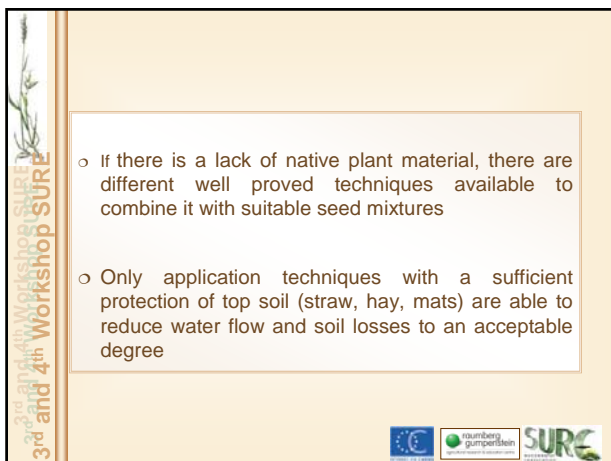 3rd and 4th Workshop SURE
If there is a lack of native plant material, there are
different well proved techniques available to
combine it with suitable seed mixtures
Only application techniques with a sufficient
protection of top soil (straw, hay, mats) are able to
reduce water flow and soil losses to an acceptable
degree
raumberg
gumpenstein
SURE